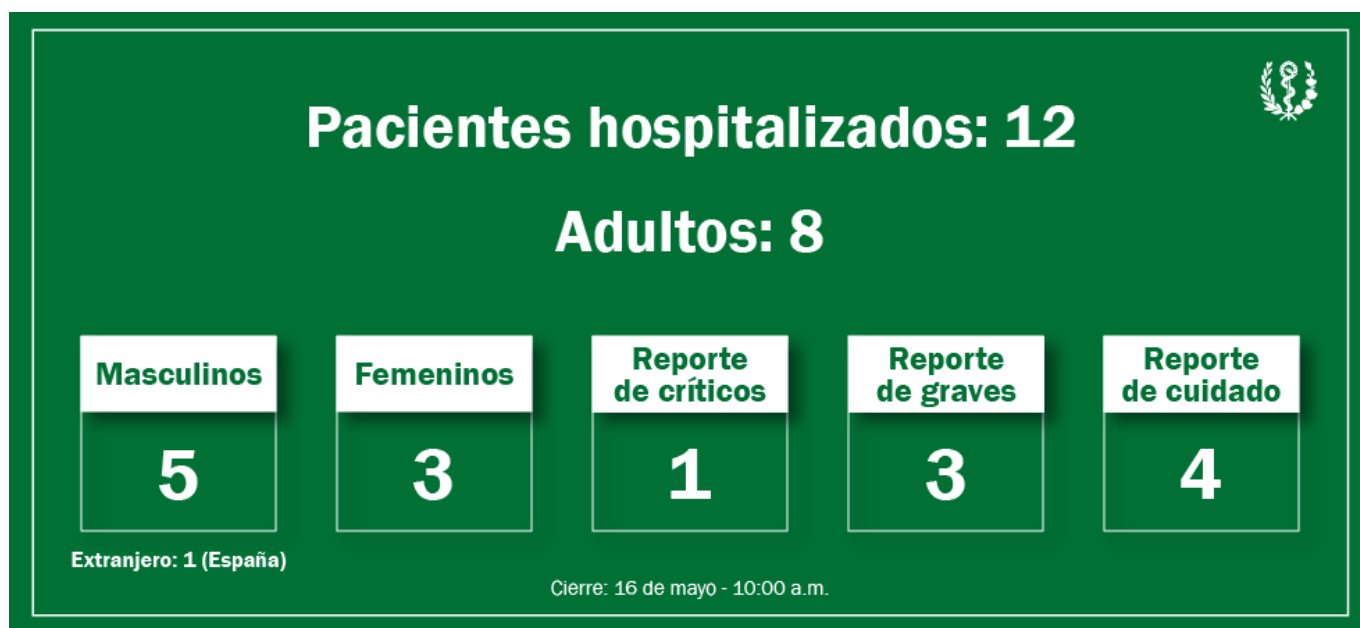 Pacientes hospitalizados: 12
Adultos: 8
Masculinos
5
Femeninos
3
Reporte
de críticos
1
Reporte
de graves
3
Reporte
de cuidado
4
Extranjero: 1 (España)
Cierre: 16 de mayo - 10:00 a.m.